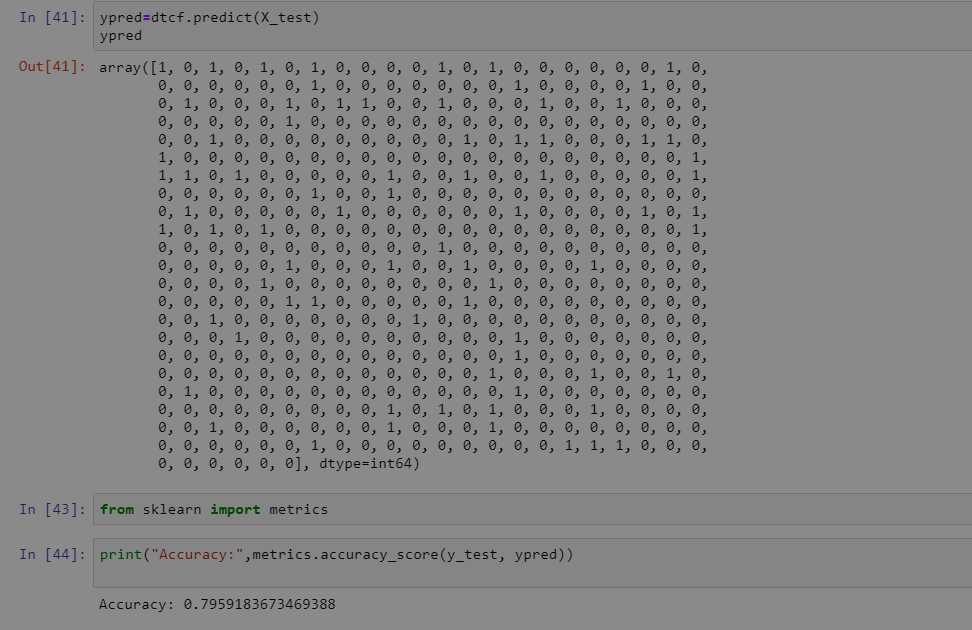 In [41]: ypred=dtcf.predict(X_test)
ypred
Out[41]: array([1, 0, 1, 0, 1, 0, 1, 0, 0, 0, 0, 1, 0, 1, 0, 0, 0, 0, 0, 0, 1, 0,
0, 0, 0, 0, 0, 0, 1, 0, 0, 0, 0, 0, 0, 0, 1, 0, 0, 0, 0, 1, 0, 0,
0, 1, 0, 0, 0, 1, 0, 1, 1, 0, 0, 1, 0, 0, 0, 1, 0, 0, 1, 0, 0, 0,
0, 0, 0, 0, 0, 1, 0, 0, 0, 0, 0, 0, 0, 0, 0, 0, 0, 0, 0, 0, 0, 0,
0, 0, 1, 0, 0, 0, 0, 0, 0, 0, 0, 0, 1, 0, 1, 1, 0, 0, 0, 1, 1, 0,
1, 0, 0, 0, 0, 0, 0, 0, 0, 0, 0, 0, 0, 0, 0, 0, 0, 0, 0, 0, 0, 1,
1, 1, 0, 1, 0, 0, 0, 0, 0, 1, 0, 0, 1, 0, 0, 1, 0, 0, 0, 0, 0, 1,
0, 0, 0, 0, 0, 0, 1, 0, 0, 1, 0, 0, 0, 0, 0, 0, 0, 0, 0, 0, 0, 0,
0, 1, 0, 0, 0, 0, 0, 1, 0, 0, 0, 0, 0, 0, 1, 0, 0, 0, 0, 1, 0, 1,
1, 0, 1, 0, 1, 0, 0, 0, 0, 0, 0, 0, 0, 0, 0, 0, 0, 0, 0, 0, 0, 1,
0, 0, 0, 0, 0, 0, 0, 0, 0, 0, 0, 1, 0, 0, 0, 0, 0, 0, 0, 0, 0, 0,
0, 0, 0, 0, 0, 1, 0, 0, 0, 1, 0, 0, 1, 0, 0, 0, 0, 1, 0, 0, 0, 0,
0, 0, 0, 0, 1, 0, 0, 0, 0, 0, 0, 0, 0, 1, 0, 0, 0, 0, 0, 0, 0, 0,
0, 0, 0, 0, 0, 1, 1, 0, 0, 0, 0, 0, 1, 0, 0, 0, 0, 0, 0, 0, 0, 0,
0, 0, 1, 0, 0, 0, 0, 0, 0, 0, 1, 0, 0, 0, 0, 0, 0, 0, 0, 0, 0, 0,
0, 0, 0, 1, 0, 0, 0, 0, 0, 0, 0, 0, 0, 0, 1, 0, 0, 0, 0, 0, 0, 0,
0, 0, 0, 0, 0, 0, 0, 0, 0, 0, 0, 0, 0, 0, 1, 0, 0, 0, 0, 0, 0, 0,
0, 0, 0, 0, 0, 0, 0, 0, 0, 0, 0, 0, 0, 1, 0, 0, 0, 1, 0, 0, 1, 0,
0, 1, 0, 0, 0, 0, 0, 0, 0, 0, 0, 0, 0, 0, 1, 0, 0, 0, 0, 0, 0, 0,
0, 0, 0, 0, 0, 0, 0, 0, 0, 1, 0, 1, 0, 1, 0, 0, 0, 1, 0, 0, 0, 0,
0, 0, 1, 0, 0, 0, 0, 0, 0, 1, 0, 0, 0, 1, 0, 0, 0, 0, 0, 0, 0, 0,
0, 0, 0, 0, 0, 0, 1, 0, 0, 0, 0, 0, 0, 0, 0, 0, 1, 1, 1, 0, 0, 0,
0, 0, 0, 0, 0, 0], dtype=int64)
In [43]: from sklearn import metrics
In [44]: print("Accuracy:",metrics.accuracy_score(y_test, ypred))
Accuracy: 0.7959183673469388